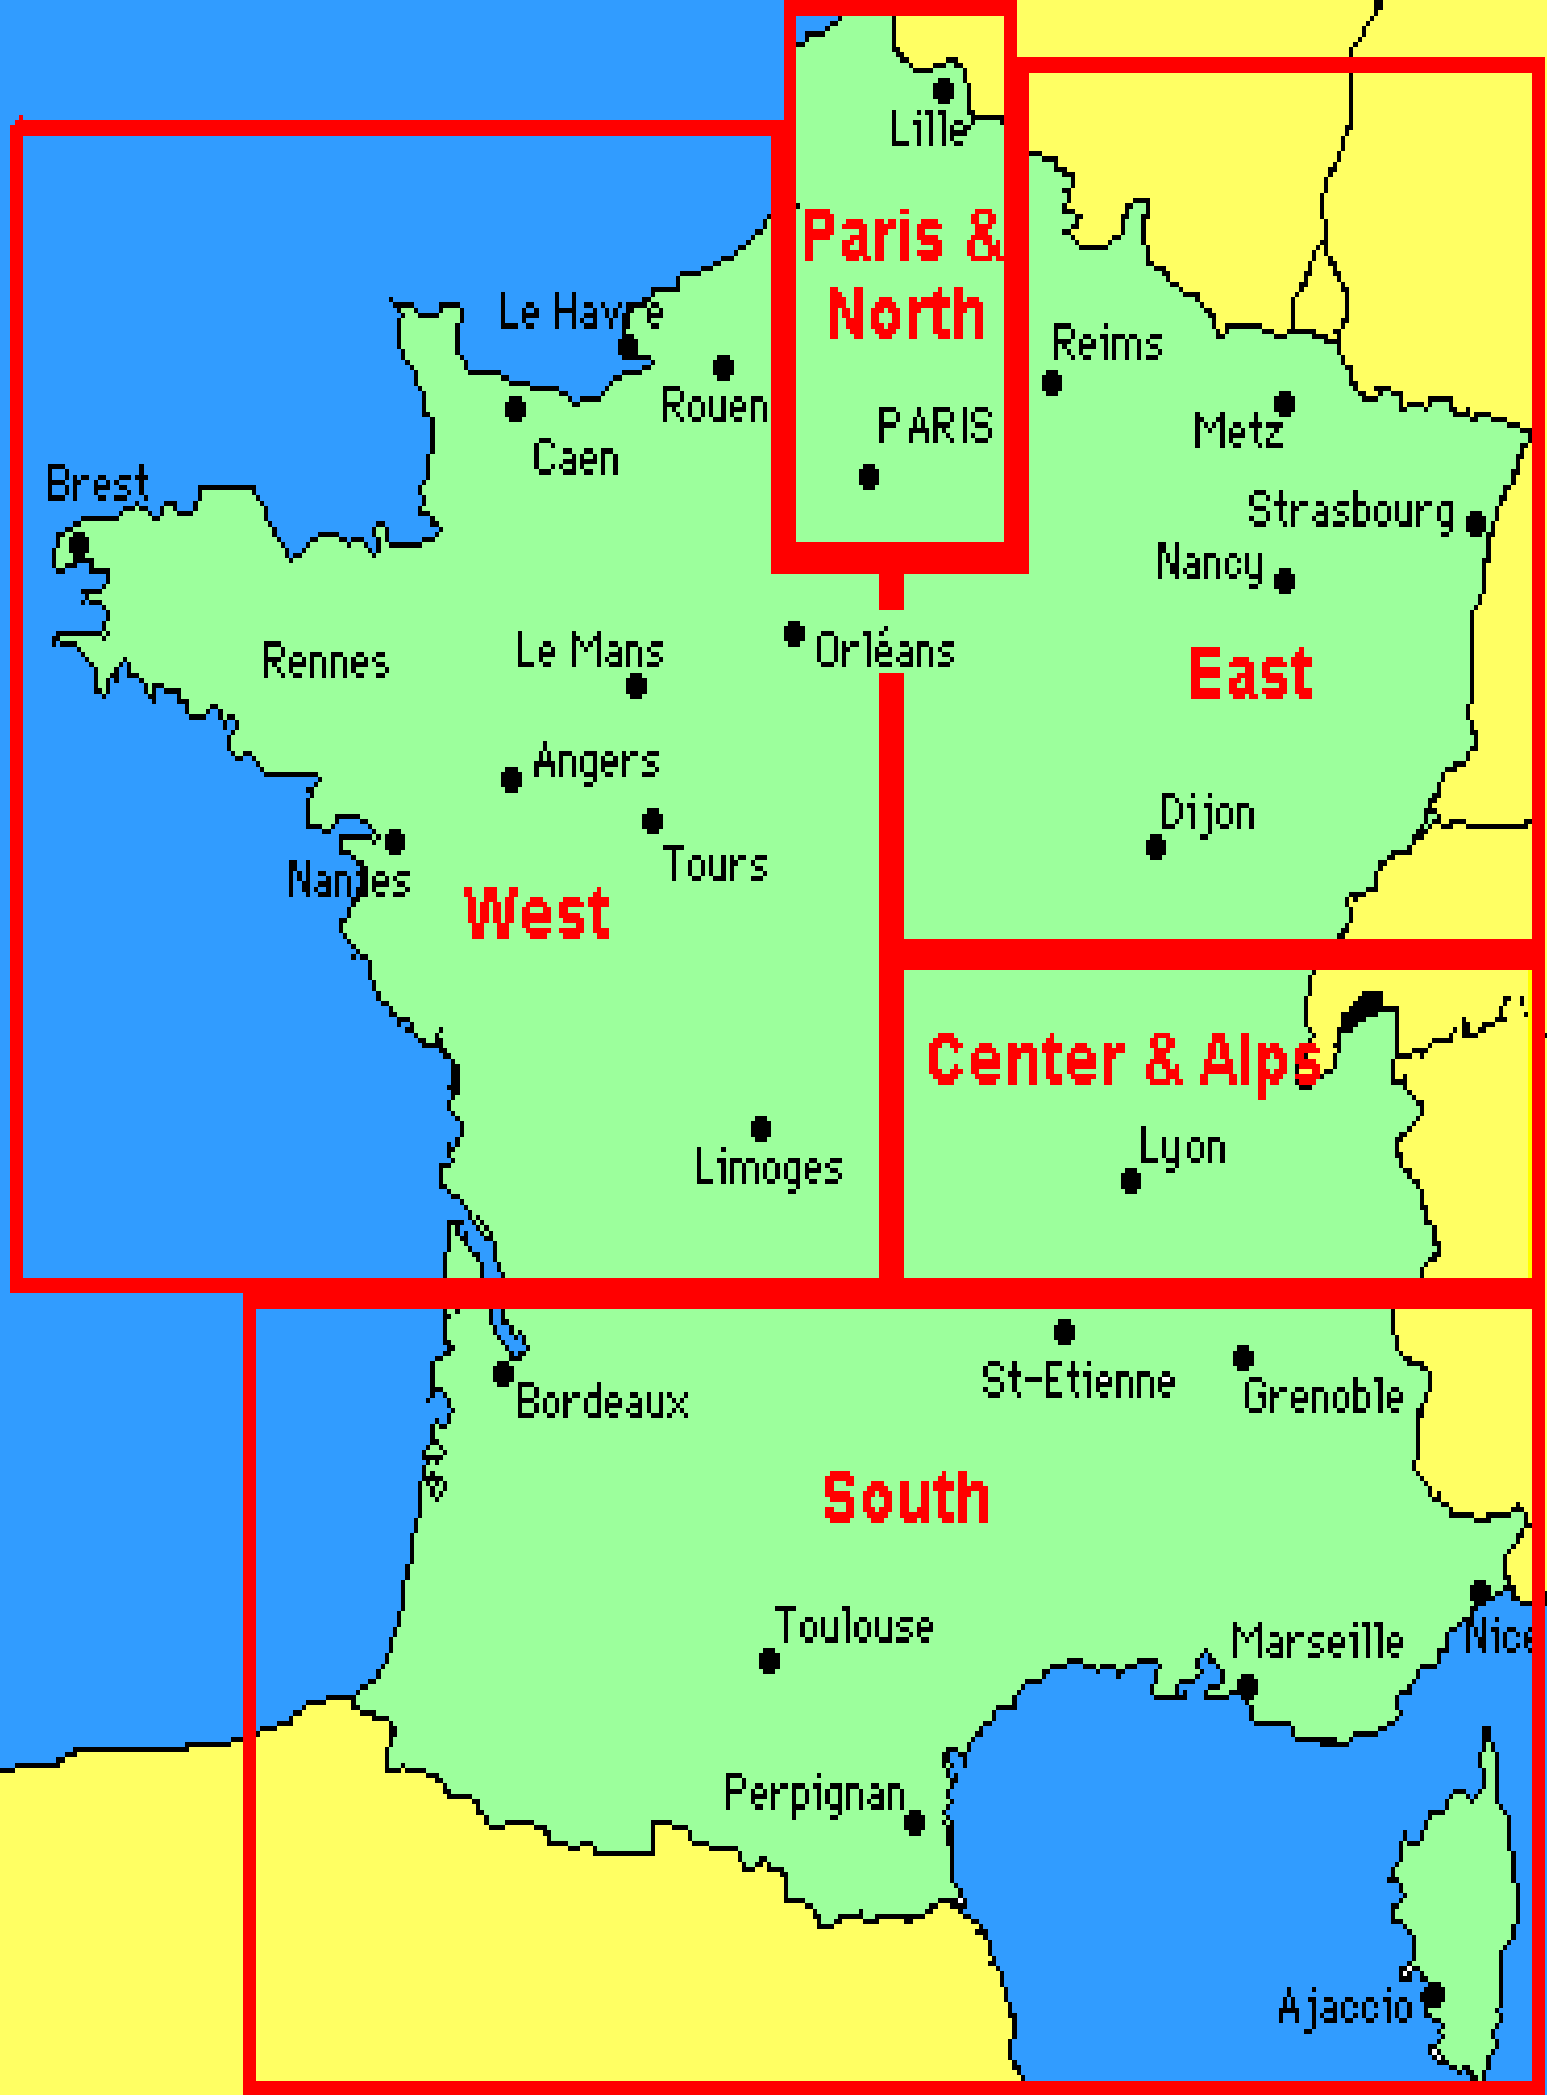 Lille
Paris &
North
Le Havre
Reims
Rouen
PARIS
Metz
Caen
Brest
Strasbourg
Nancy
Rennes
Le Mans
Orléans
East
Angers
Dijon
Tours
Nantes
West
Center & Alps
Lyon
Limoges
St-Etienne
Grenoble
Bordeaux
South
Toulouse
Marseille
Nice
Perpignan
Ajaccio